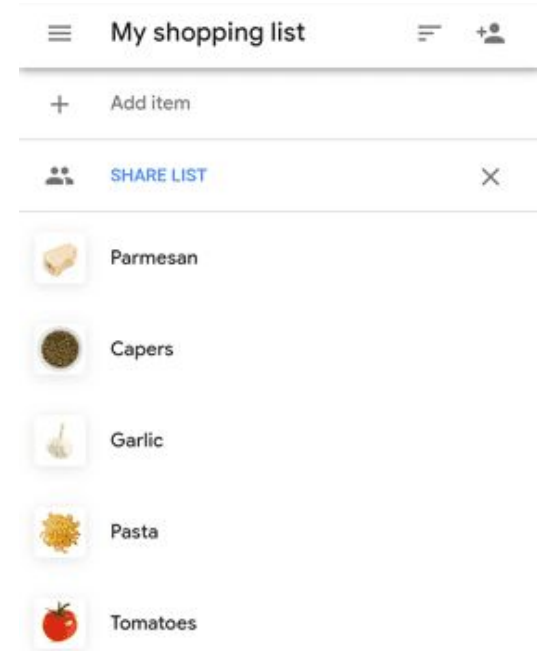 My shopping list
Add item
SHARE LIST
Parmesan
Capers
Garlic
Pasta
Tomatoes